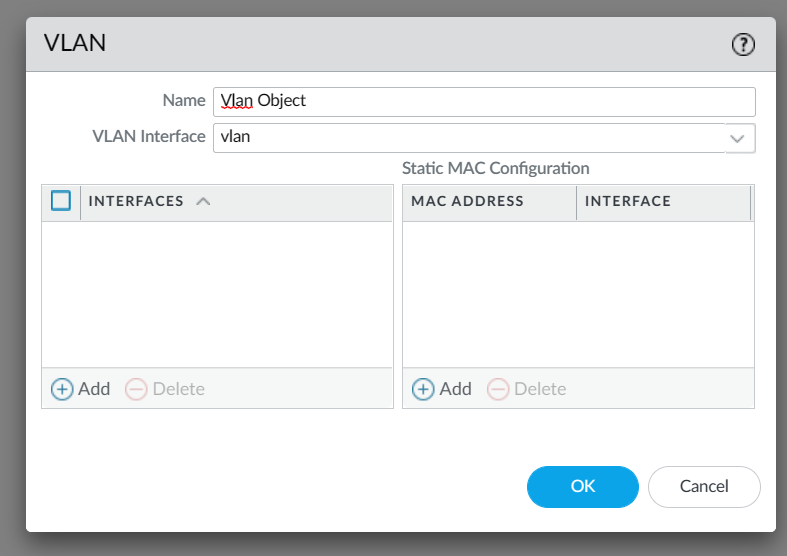 VLAN
Name Vlan Object
VLAN Interface vlan
Static MAC Configuration
INTERFACES MAC ADDRESS INTERFACE
Add Delete Add Delete
OK Cancel